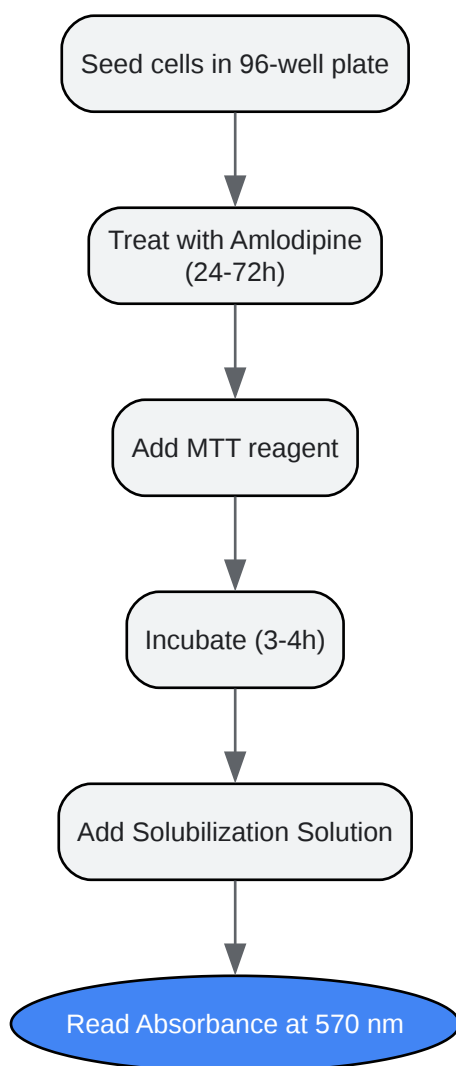 Seed cells in 96-well plate
Treat with Amlodipine
(24-72h)
Add MTT reagent
Incubate (3-4h)
Add Solubilization Solution
Read Absorbance at 570 nm